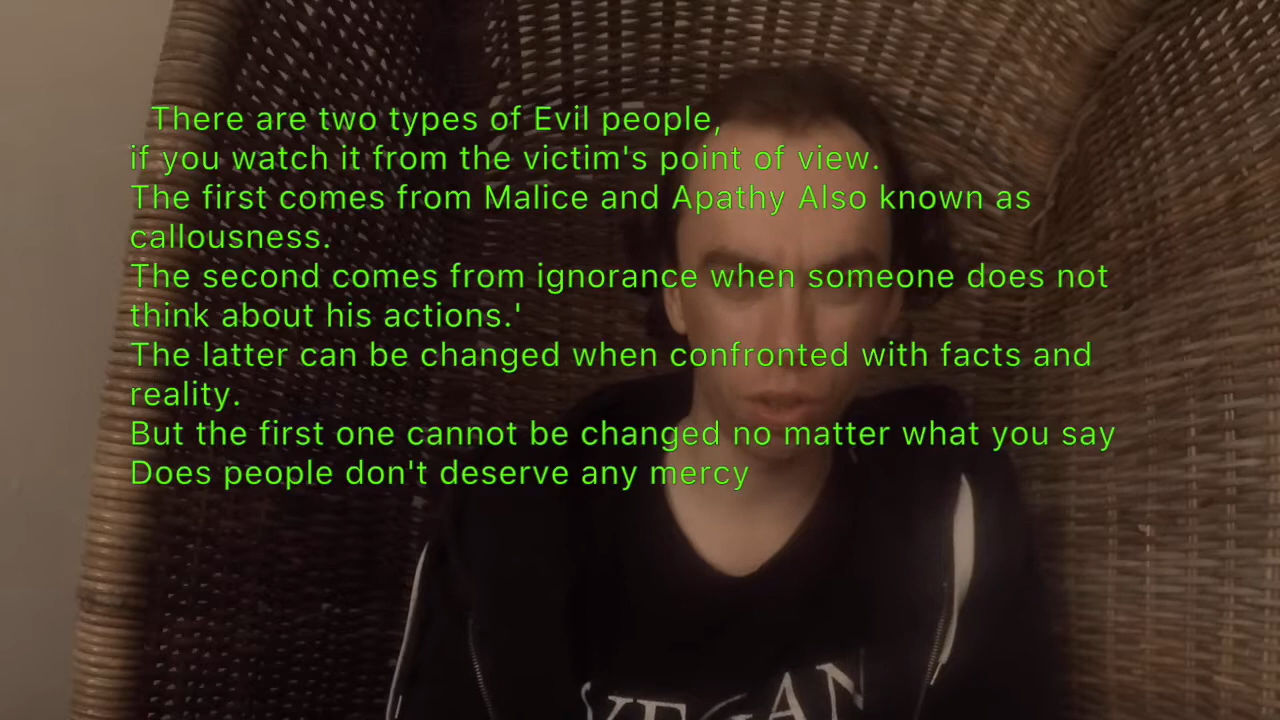 There are two types of Evil people,
if you watch it from the victim's point of view.
The first comes from Malice and Apathy Also known as
callousness.
The second comes from ignorance when someone does not
think about his actions.'
The latter can be changed when confronted with facts and
reality.
But the first one cannot be changed no matter what you say
Does people don't deserve any mercy
VEGAN